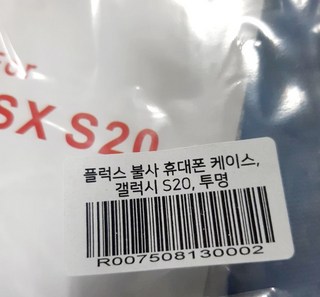 FOR
SX S20
플럭스 불사 휴대폰 케이스,
갤럭시 S20, 투명
R007508130002